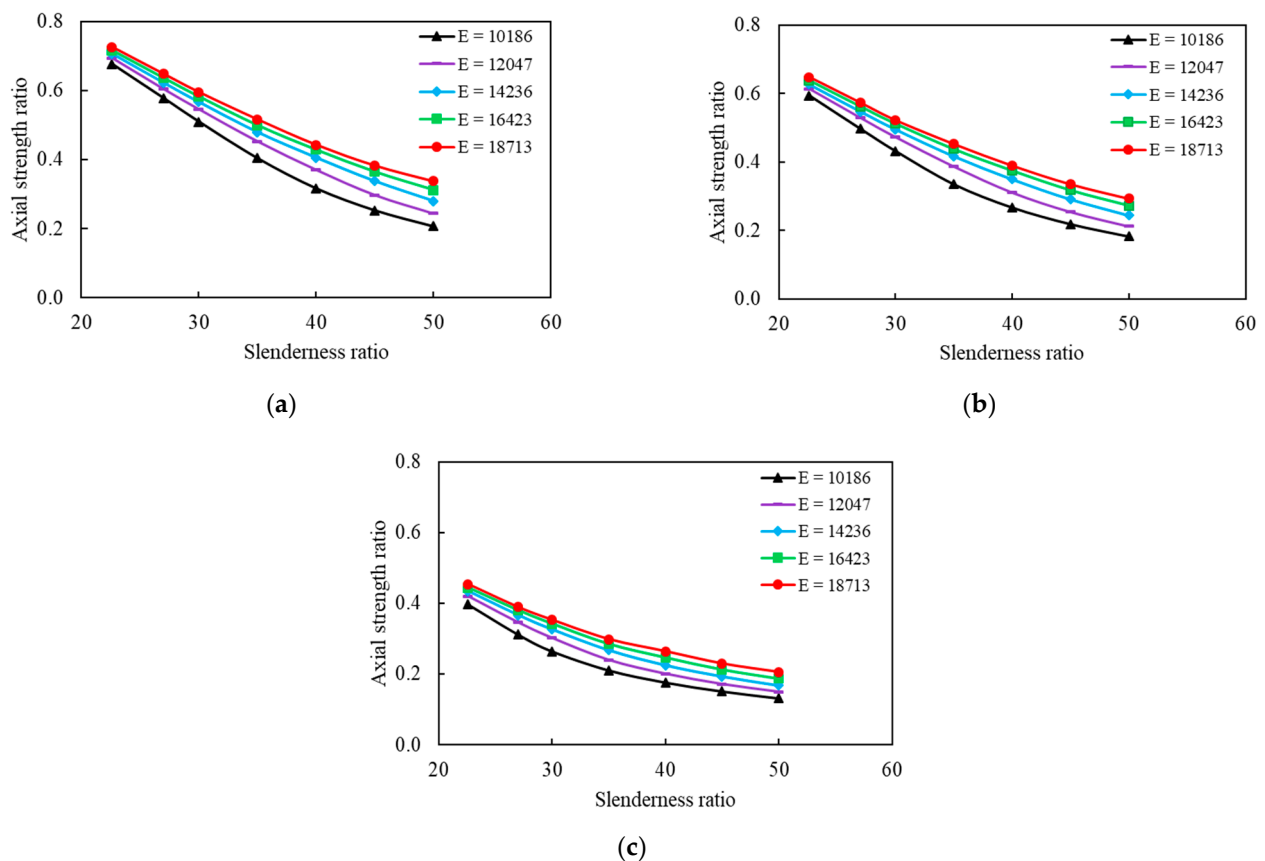 0.8
0.6
0.4
0.2
0.0
20
30
40
50
60
Axial strength ratio
Slenderness ratio
E = 10186
E = 12047
E = 14236
E = 16423
E = 18713
(a)
0.8
0.6
0.4
0.2
0.0
20
30
40
50
60
Axial strength ratio
Slenderness ratio
E = 10186
E = 12047
E = 14236
E = 16423
E = 18713
(b)
0.8
0.6
0.4
0.2
0.0
20
30
40
50
60
Axial strength ratio
Slenderness ratio
E = 10186
E = 12047
E = 14236
E = 16423
E = 18713
(c)